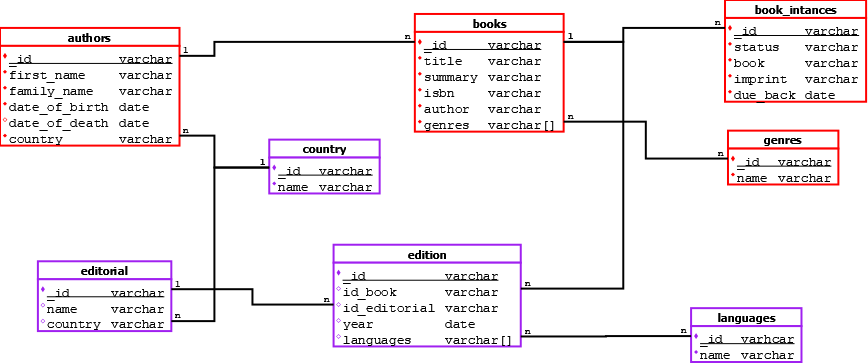 authors
_id varchar
first_name varchar
family_name varchar
date_of_birth date
date_of_death date
country varchar
1
n
books
_id varchar
title varchar
summary varchar
isbn varchar
author varchar
genres varchar[]
n
1
n
book_intances
_id varchar
status varchar
book varchar
imprint varchar
due_back date
n
genres
_id varchar
name varchar
n
country
_id varchar
name varchar
1
editorial
_id varchar
name varchar
country varchar
1
n
edition
_id varchar
id_book varchar
id_editorial varchar
year date
languages varchar[]
n
n
n
languages
_id varhcar
name varchar
n